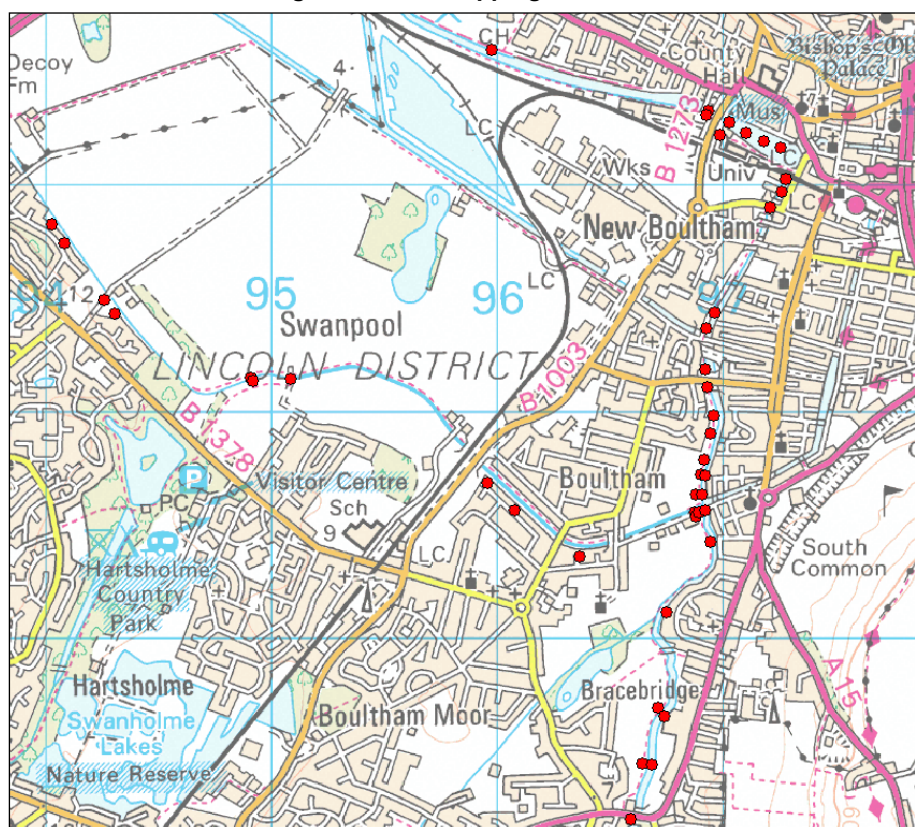 CH
County
Hall
Bishop's Old
Palace
Decoy
Fm
4
LC
B 1273
Mus
LC
Univ
Wks
LC
New Boultham
LC
94
12
95
96
97
Swanpool
LINCOLN DISTRICT
B1003
B 1378
P
PC
Visitor Centre
Sch
9
Boultham
LC
South
Common
Hartsholme
Country
Park
A 15
Hartsholme
Swanholme
Lakes
Nature Reserve
Boultham Moor
Bracebridge
60